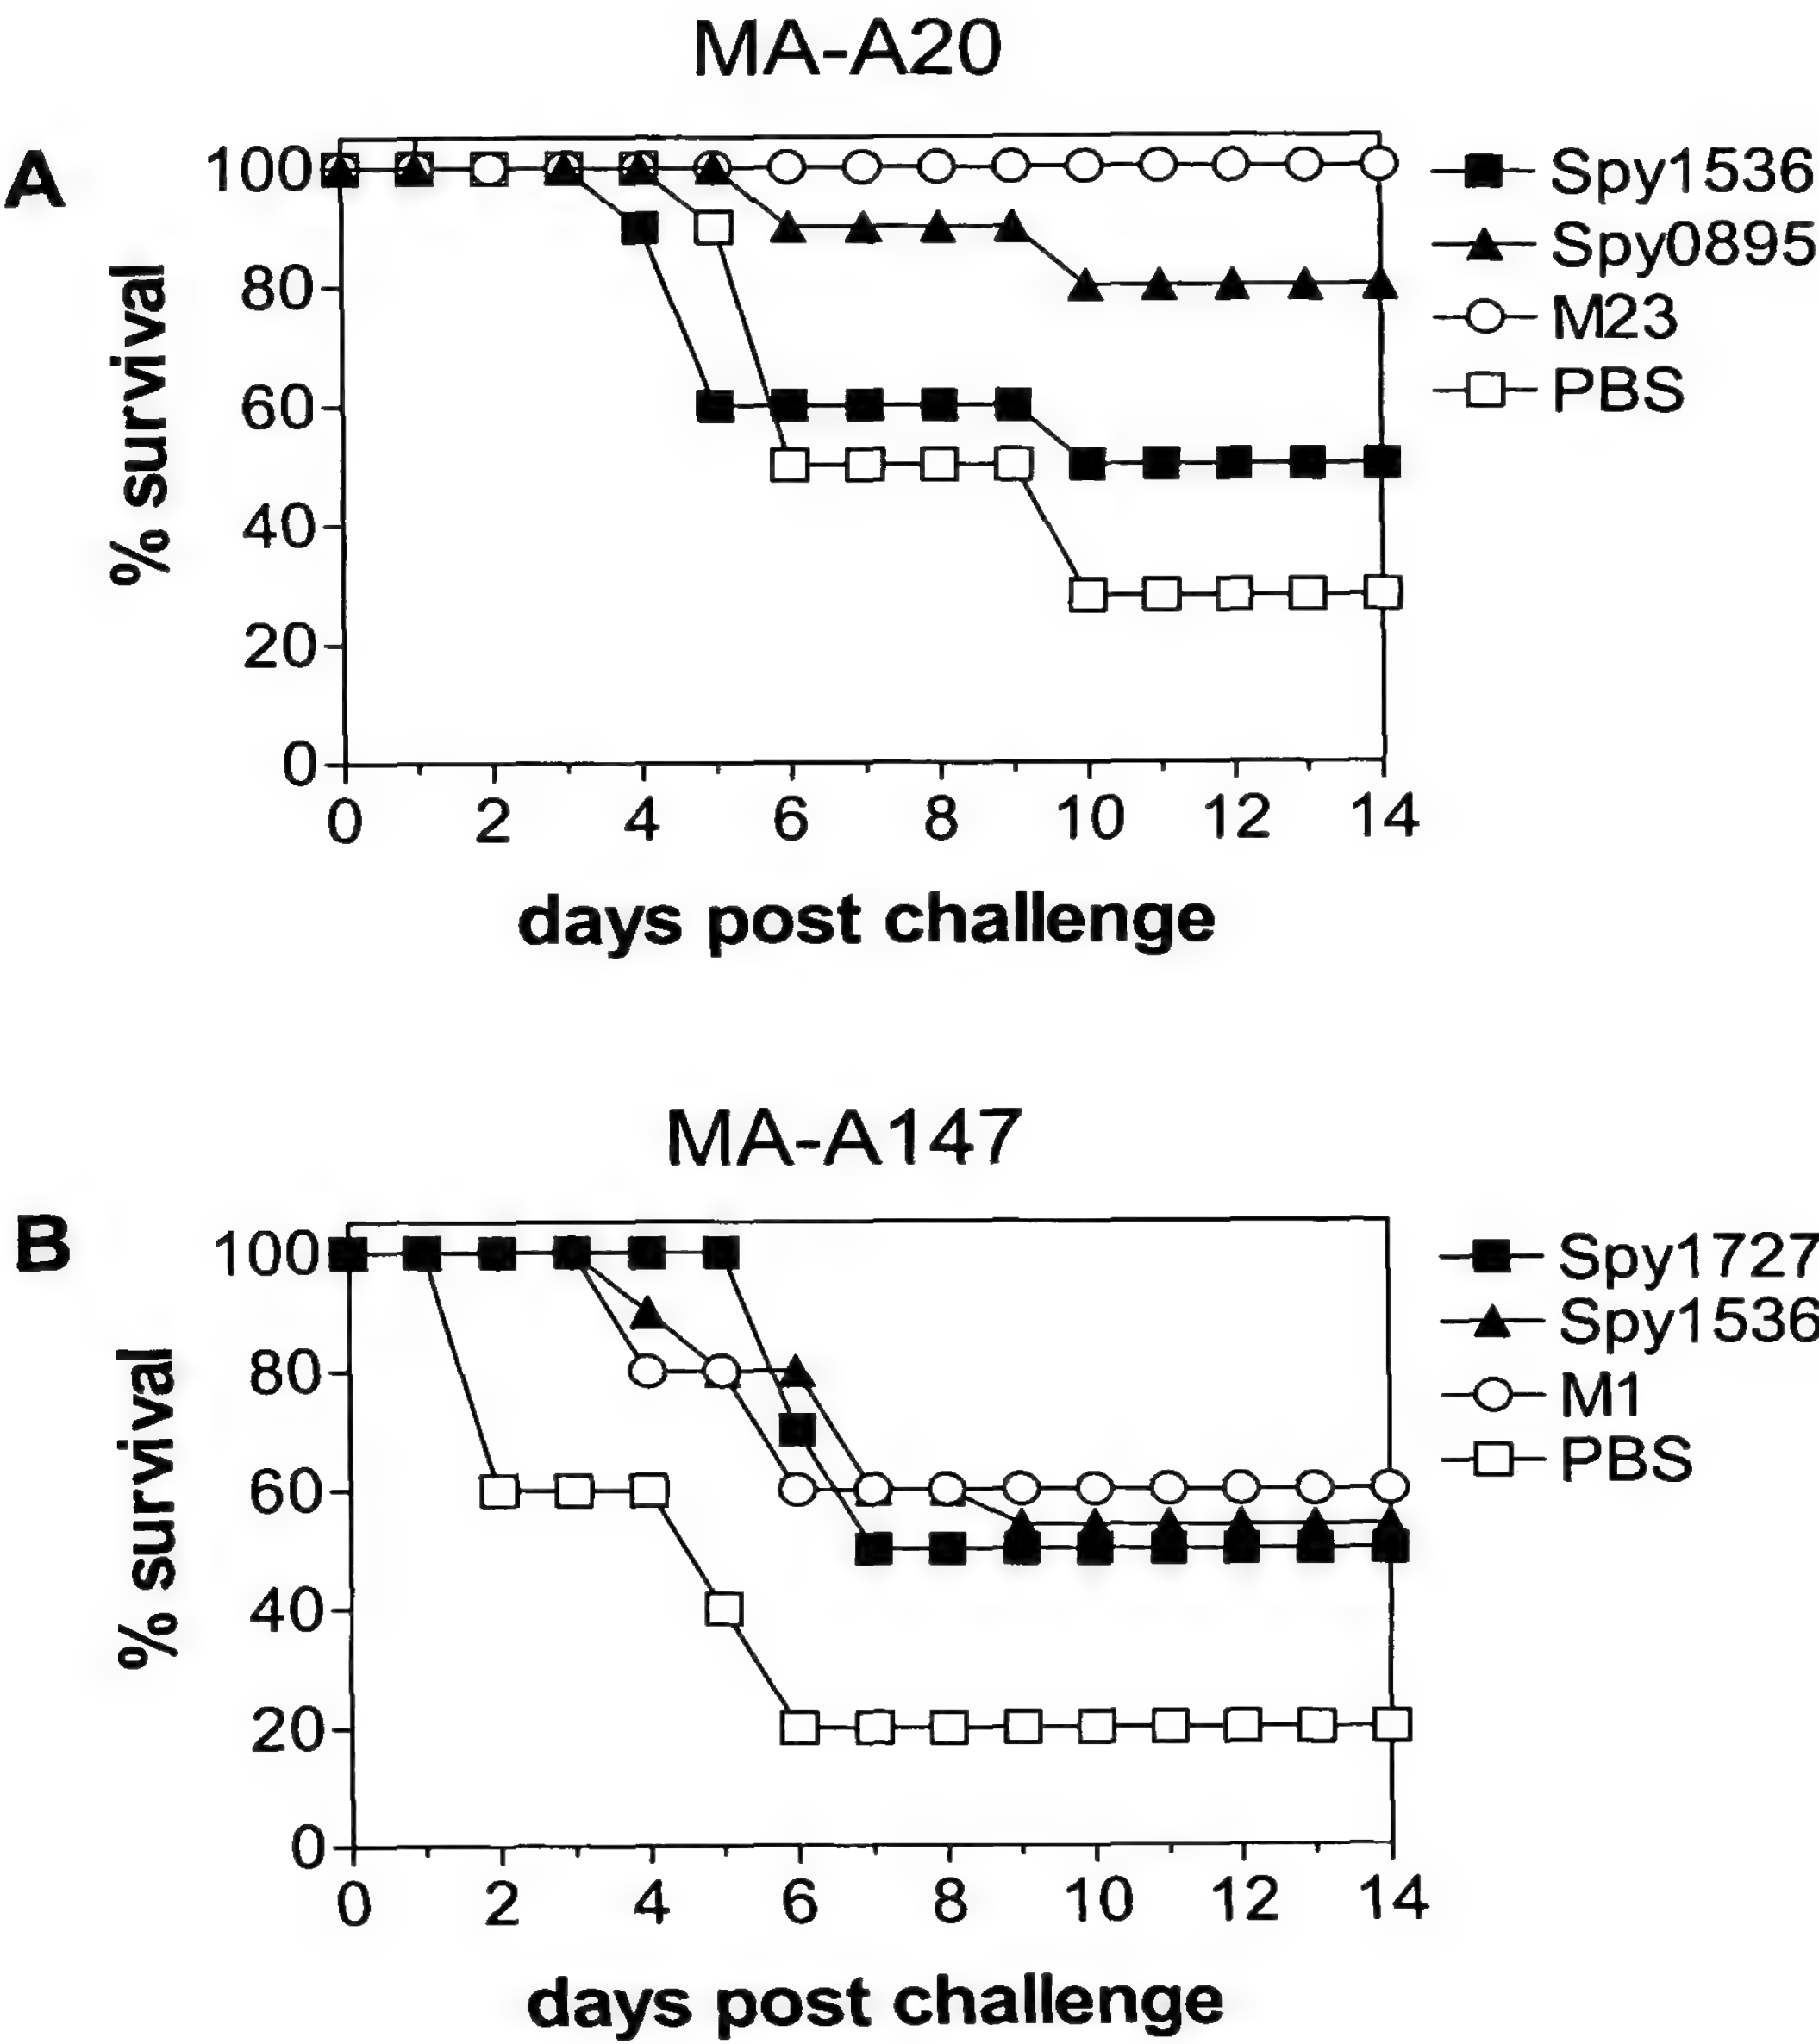 MA-A20
A
100
80
60
40
20
0
% survival
0 2 4 6 8 10 12 14
days post challenge
Spy1536
Spy0895
M23
PBS
MA-A147
B
100
80
60
40
20
0
% survival
0 2 4 6 8 10 12 14
days post challenge
Spy1727
Spy1536
M1
PBS